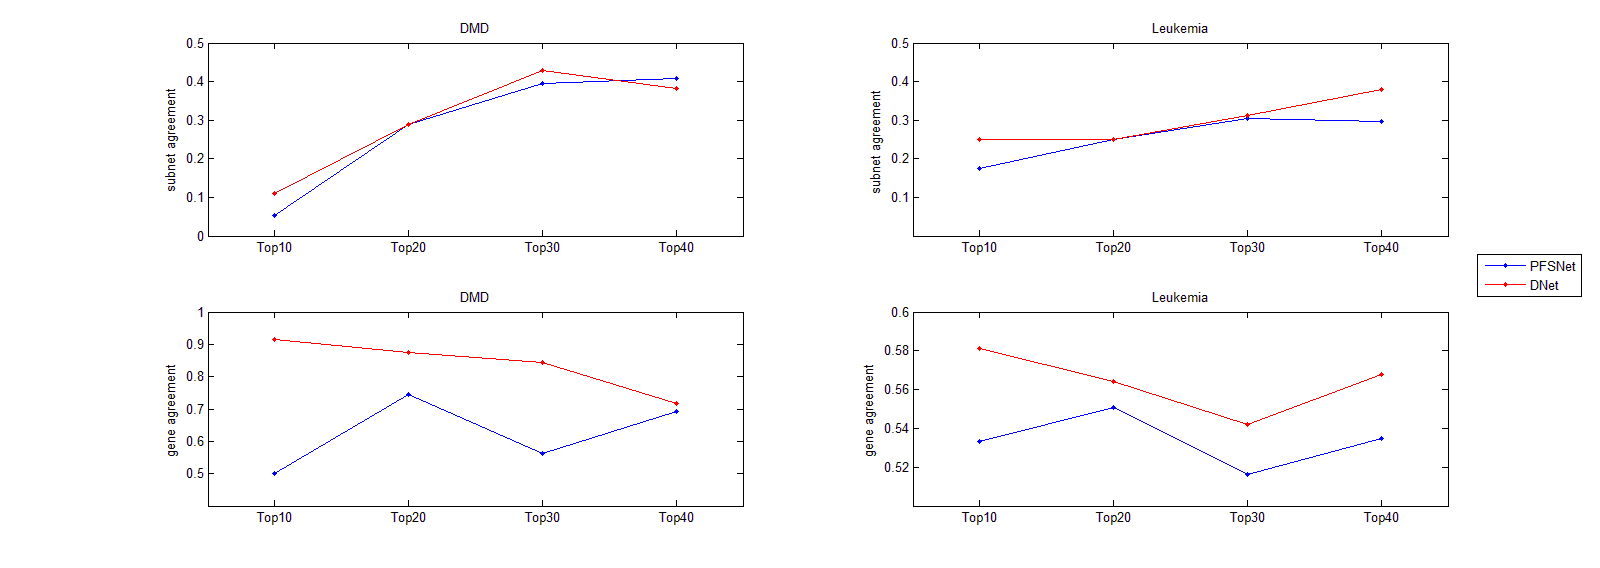 DMD
0.5
0.4
0.3
0.2
0.1
0
subnet agreement
Top10 Top20 Top30 Top40
Leukemia
0.5
0.4
0.3
0.2
0.1
subnet agreement
Top10 Top20 Top30 Top40
PFSNet
DNet
DMD
1
0.9
0.8
0.7
0.6
0.5
gene agreement
Top10 Top20 Top30 Top40
Leukemia
0.6
0.58
0.56
0.54
0.52
gene agreement
Top10 Top20 Top30 Top40